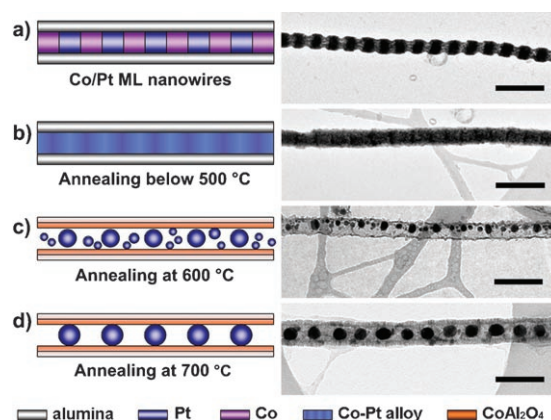 a)
Co/Pt ML nanowires
b)
Annealing below 500 °C
c)
Annealing at 600 °C
d)
Annealing at 700 °C
alumina Pt Co Co-Pt alloy CoAl₂O₄